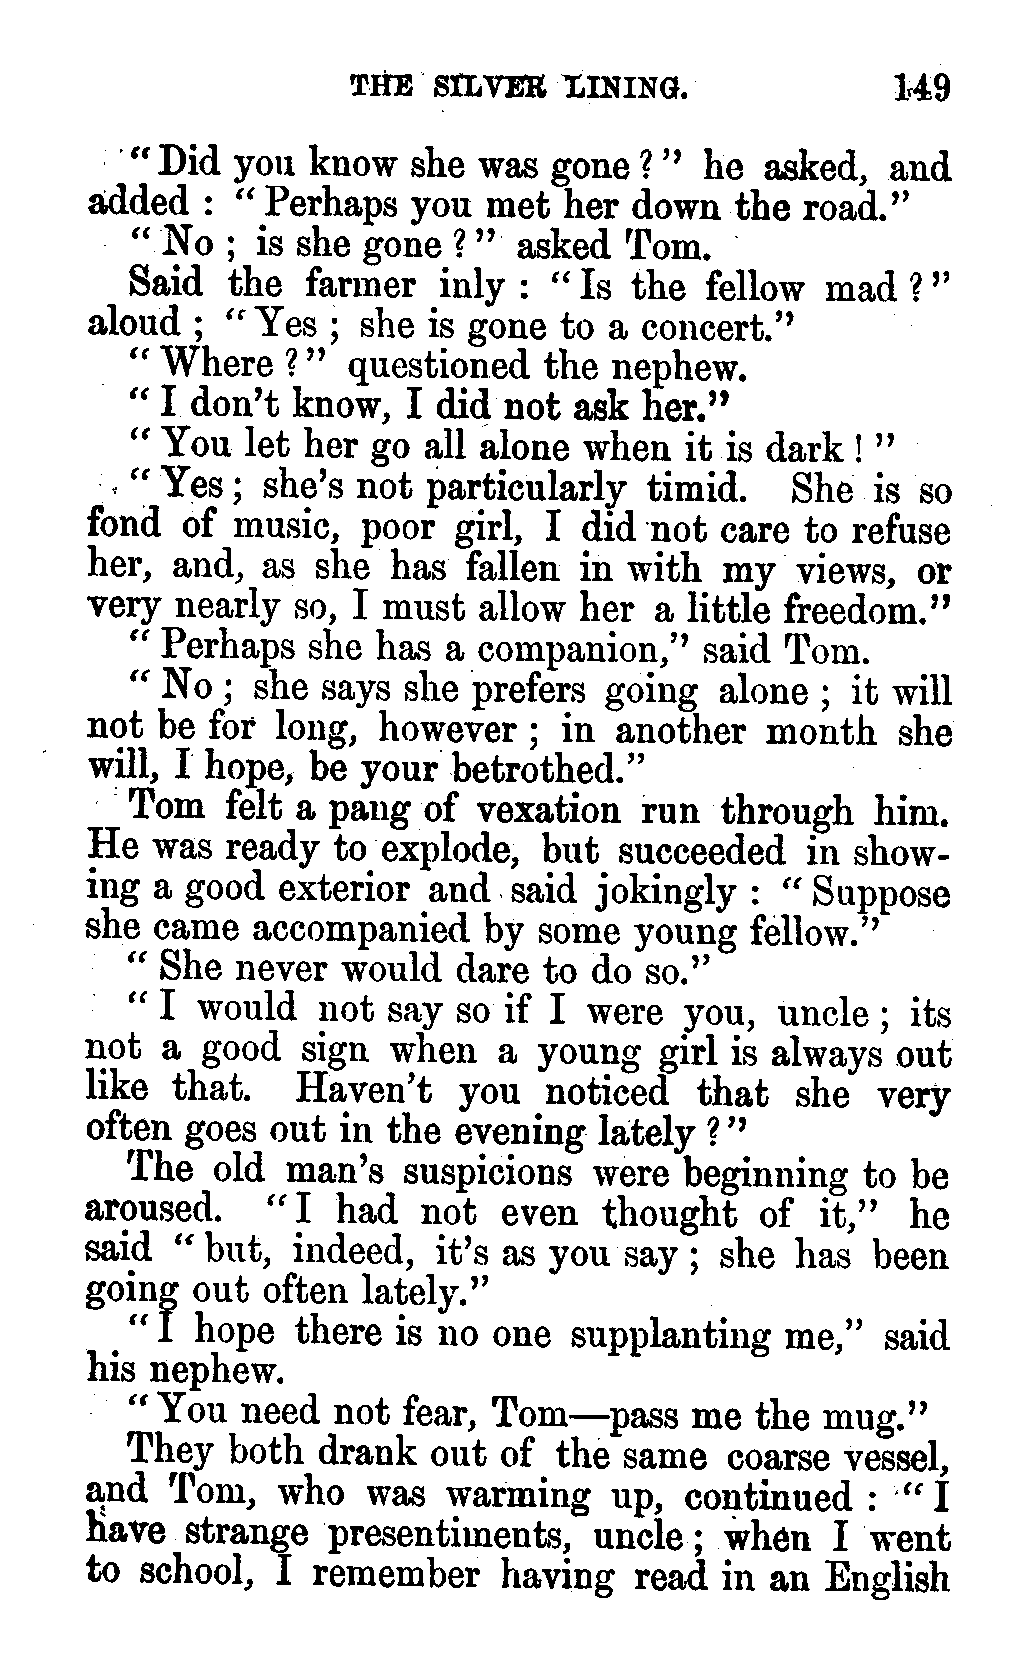 THE SILVER LINING. 149
"Did you know she was gone?" he asked, and
added : "Perhaps you met her down the road."
"No ; is she gone ?" asked Tom.
Said the farmer inly : "Is the fellow mad ?"
aloud ; "Yes ; she is gone to a concert."
"Where ?" questioned the nephew.
"I don't know, I did not ask her."
"You let her go all alone when it is dark ! "
"Yes ; she's not particularly timid. She is so
fond of music, poor girl, I did not care to refuse
her, and, as she has fallen in with my views, or
very nearly so, I must allow her a little freedom."
"Perhaps she has a companion," said Tom.
"No ; she says she prefers going alone ; it will
not be for long, however ; in another month she
will, I hope, be your betrothed."
Tom felt a pang of vexation run through him.
He was ready to explode, but succeeded in show-
ing a good exterior and said jokingly : "Suppose
she came accompanied by some young fellow."
"She never would dare to do so."
"I would not say so if I were you, uncle ; its
not a good sign when a young girl is always out
like that. Haven't you noticed that she very
often goes out in the evening lately ?"
The old man's suspicions were beginning to be
aroused. "I had not even thought of it," he
said "but, indeed, it's as you say ; she has been
going out often lately."
"I hope there is no one supplanting me," said
his nephew.
"You need not fear, Tom—pass me the mug."
They both drank out of the same coarse vessel,
and Tom, who was warming up, continued : "I
have strange presentiments, uncle ; when I went
to school, I remember having read in an English